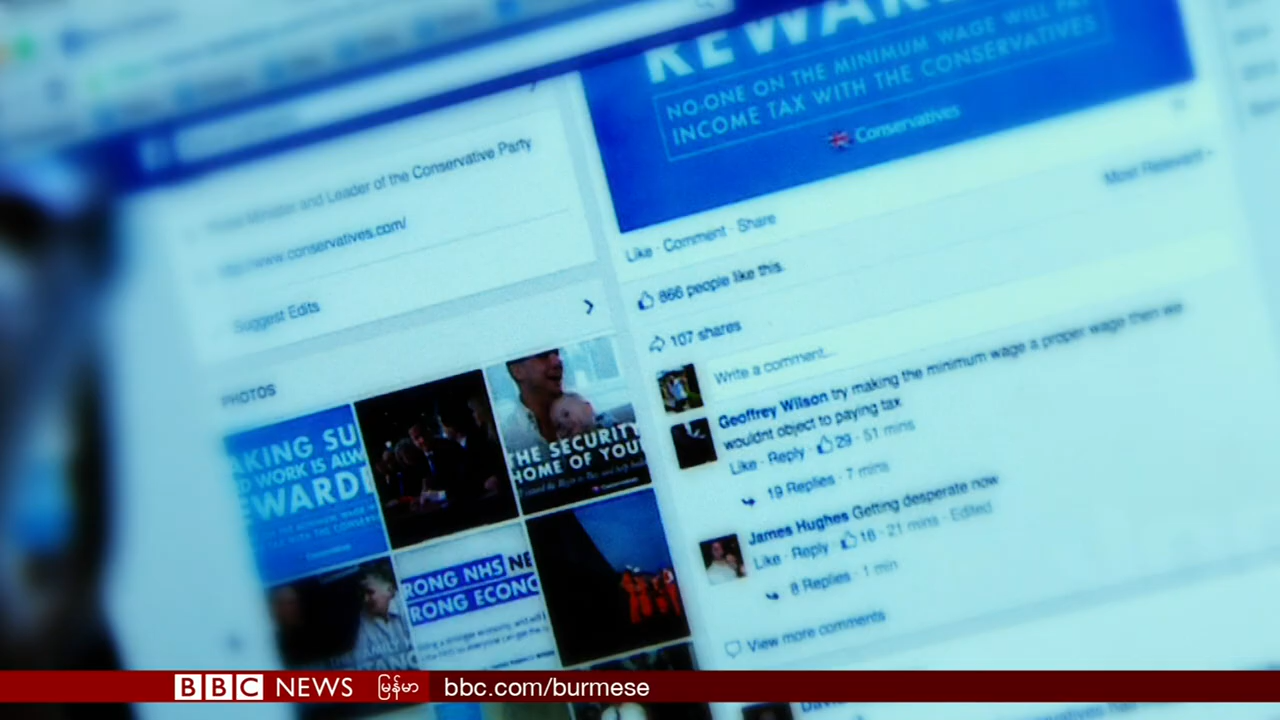 REWARD
NO-ONE ON THE MINIMUM WAGE WILL PAY
INCOME TAX WITH THE CONSERVATIVES
Conservatives
Minister and Leader of the Conservative Party
www.conservatives.com/
Suggest Edits
Most Relevant
Like · Comment · Share
866 people like this.
107 shares
Write a comment...
Geoffrey Wilson try making the minimum wage a proper wage then we
wouldnt object to paying tax
Like · Reply · 29 · 51 mins
19 Replies · 7 mins
James Hughes Getting desperate now
Like · Reply · 16 · 21 mins · Edited
8 Replies · 1 min
View more comments
PHOTOS
AKING SU
WORK IS ALW
EWARD
THE SECURITY
HOME OF YOU
RONG NHS NE
RONG ECONO
BBC NEWS မြန်မာ bbc.com/burmese